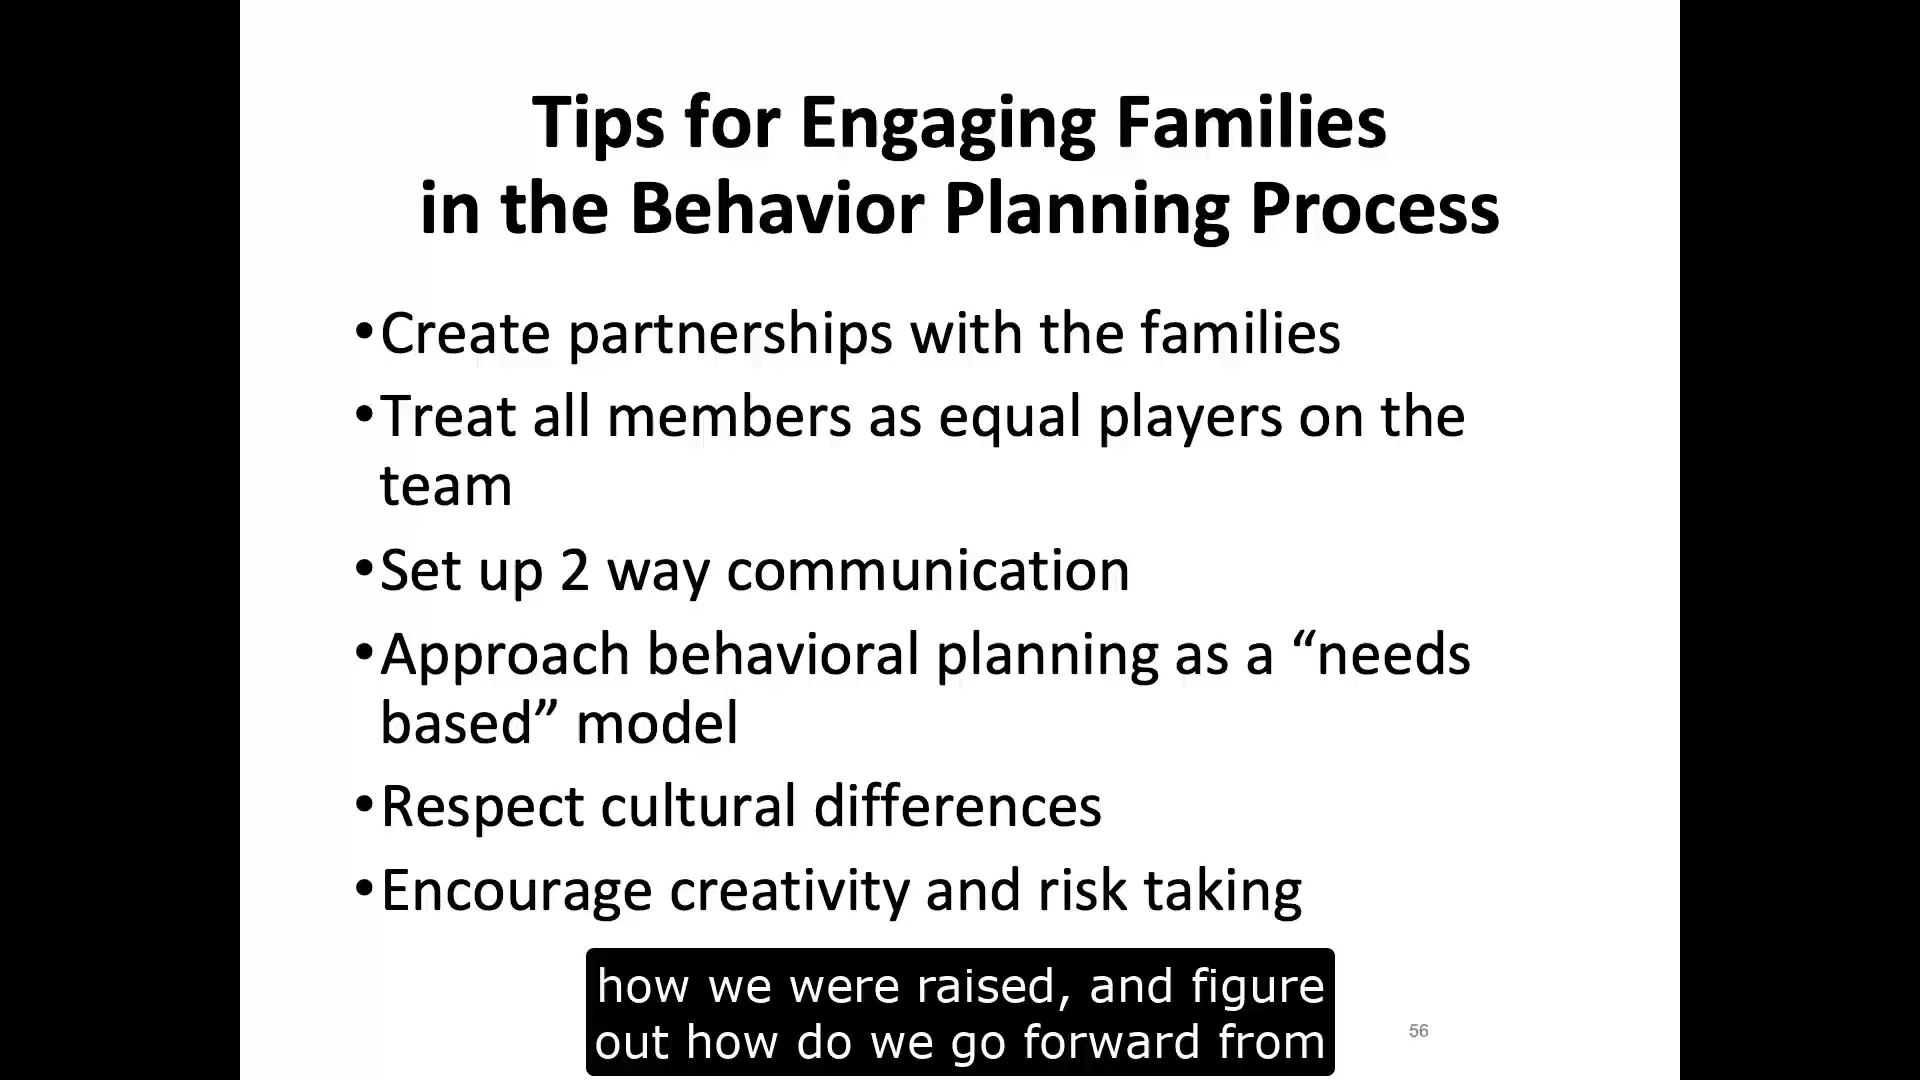 Tips for Engaging Families
in the Behavior Planning Process
•Create partnerships with the families
•Treat all members as equal players on the
team
•Set up 2 way communication
•Approach behavioral planning as a “needs
based” model
•Respect cultural differences
•Encourage creativity and risk taking
how we were raised, and figure
out how do we go forward from
56